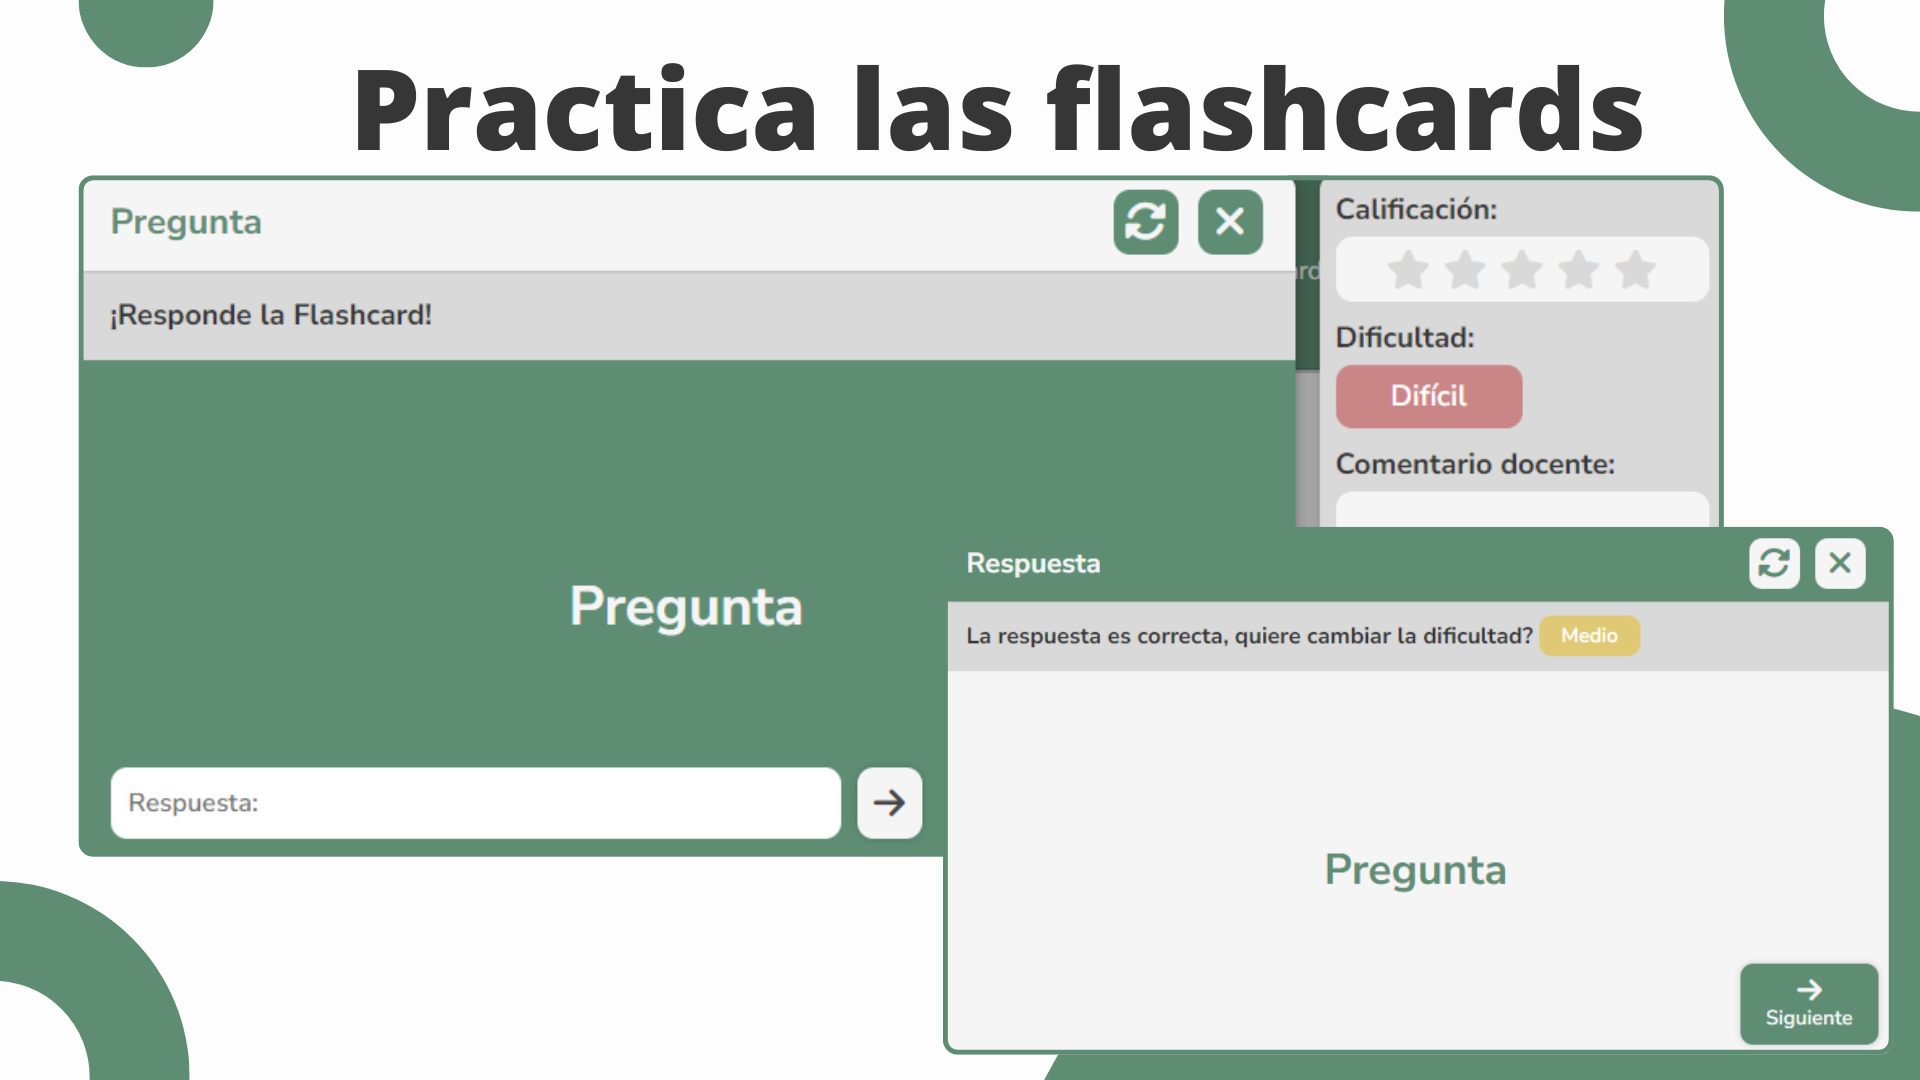 Practica las flashcards
Pregunta
¡Responde la Flashcard!
Pregunta
Respuesta:
Calificación:
Dificultad:
Difícil
Comentario docente:
Respuesta
La respuesta es correcta, quiere cambiar la dificultad? Medio
Pregunta
Siguiente